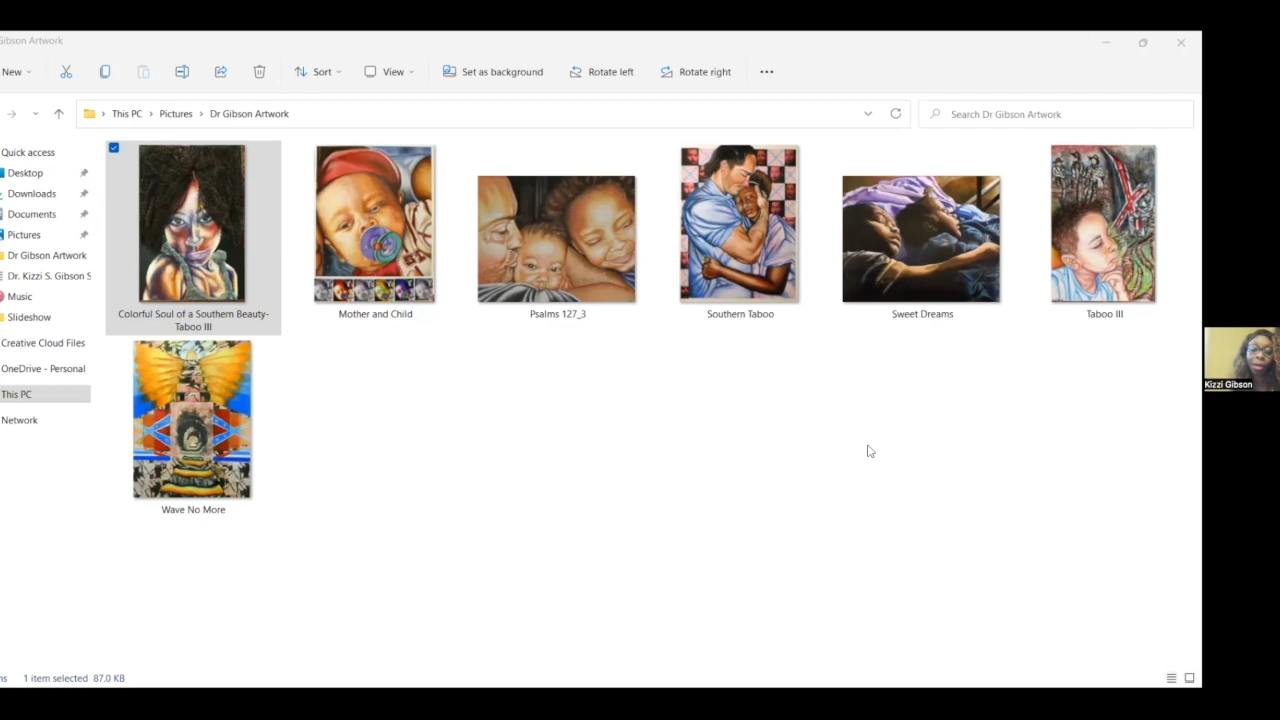 Gibson Artwork
New
Sort
View
Set as background
Rotate left
Rotate right
This PC
Pictures
Dr Gibson Artwork
Search Dr Gibson Artwork
Quick access
Desktop
Downloads
Documents
Pictures
Dr Gibson Artwork
Dr. Kizzi S. Gibson S
Music
Slideshow
Creative Cloud Files
OneDrive - Personal
This PC
Network
Colorful Soul of a Southern Beauty-
Taboo III
Mother and Child
Psalms 127_3
Southern Taboo
Sweet Dreams
Taboo III
Wave No More
Kizzi Gibson
ns 1 item selected 87.0 KB